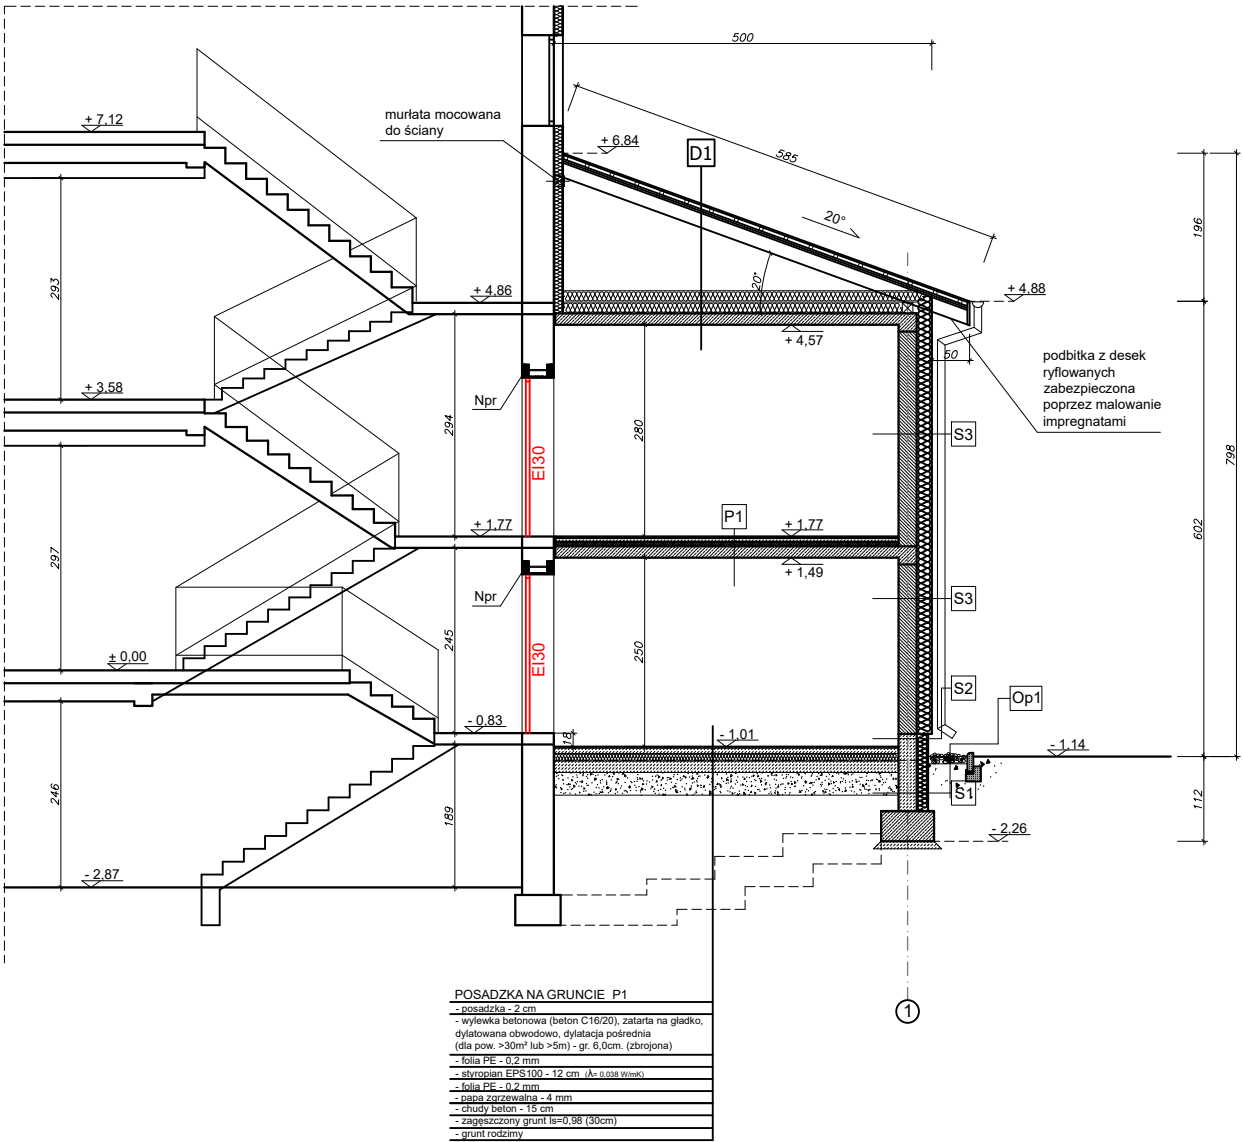 500
+ 7,12
murłata mocowana
do ściany
+ 6,84
D1
585
20°
196
293
+ 4,86
20°
+ 4,88
+ 4,57
50
podbitka z desek
ryflowanych
zabezpieczona
poprzez malowanie
impregnatami
+ 3,58
Npr
294
280
S3
EI30
798
P1
+ 1,77
+ 1,77
602
297
+ 1,49
Npr
S3
245
250
± 0,00
EI30
S2
Op1
- 0,83
18
- 1,01
- 1,14
246
S1
189
112
- 2,26
- 2,87
1
POSADZKA NA GRUNCIE P1
- posadzka - 2 cm
- wylewka betonowa (beton C16/20), zatarta na gładko,
dylatowana obwodowo, dylatacja pośrednia
(dla pow. >30m² lub >5m) - gr. 6,0cm. (zbrojona)
- folia PE - 0,2 mm
- styropian EPS100 - 12 cm (λ= 0,038 W/mK)
- folia PE - 0,2 mm
- papa zgrzewalna - 4 mm
- chudy beton - 15 cm
- zagęszczony grunt Is=0,98 (30cm)
- grunt rodzimy